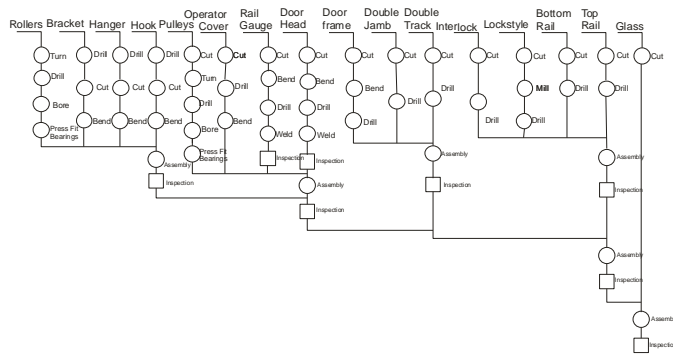 Rollers Bracket Hanger Hook Pulleys Operator Cover Rail Gauge Door Head Door frame Double Jamb Double Track Interlock Lockstyle Bottom Rail Top Rail Glass
Turn Drill Cut Drill Cut Cut Cut Cut Cut Cut Cut Cut Cut Cut Cut Cut
Drill Cut Drill Cut Turn Drill Bend Bend Bend Drill Drill Drill Mill Drill Drill
Bore Bend Bend Bend Drill Bend Drill Drill Drill Drill
Press Fit Bearings Bore Weld Weld
Press Fit Bearings Inspection Inspection
Assembly Assembly Assembly Assembly
Inspection Inspection Inspection Inspection
Assembly
Inspection
Assembly
Inspection